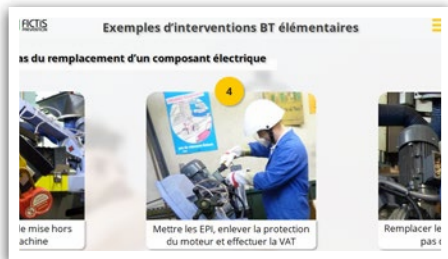 FICTIS
PRÉVENTION
Exemples d'interventions BT élémentaires
as du remplacement d'un composant électrique
4
le mise hors
achine
Mettre les EPI, enlever la protection
du moteur et effectuer la VAT
Remplacer le
pas d